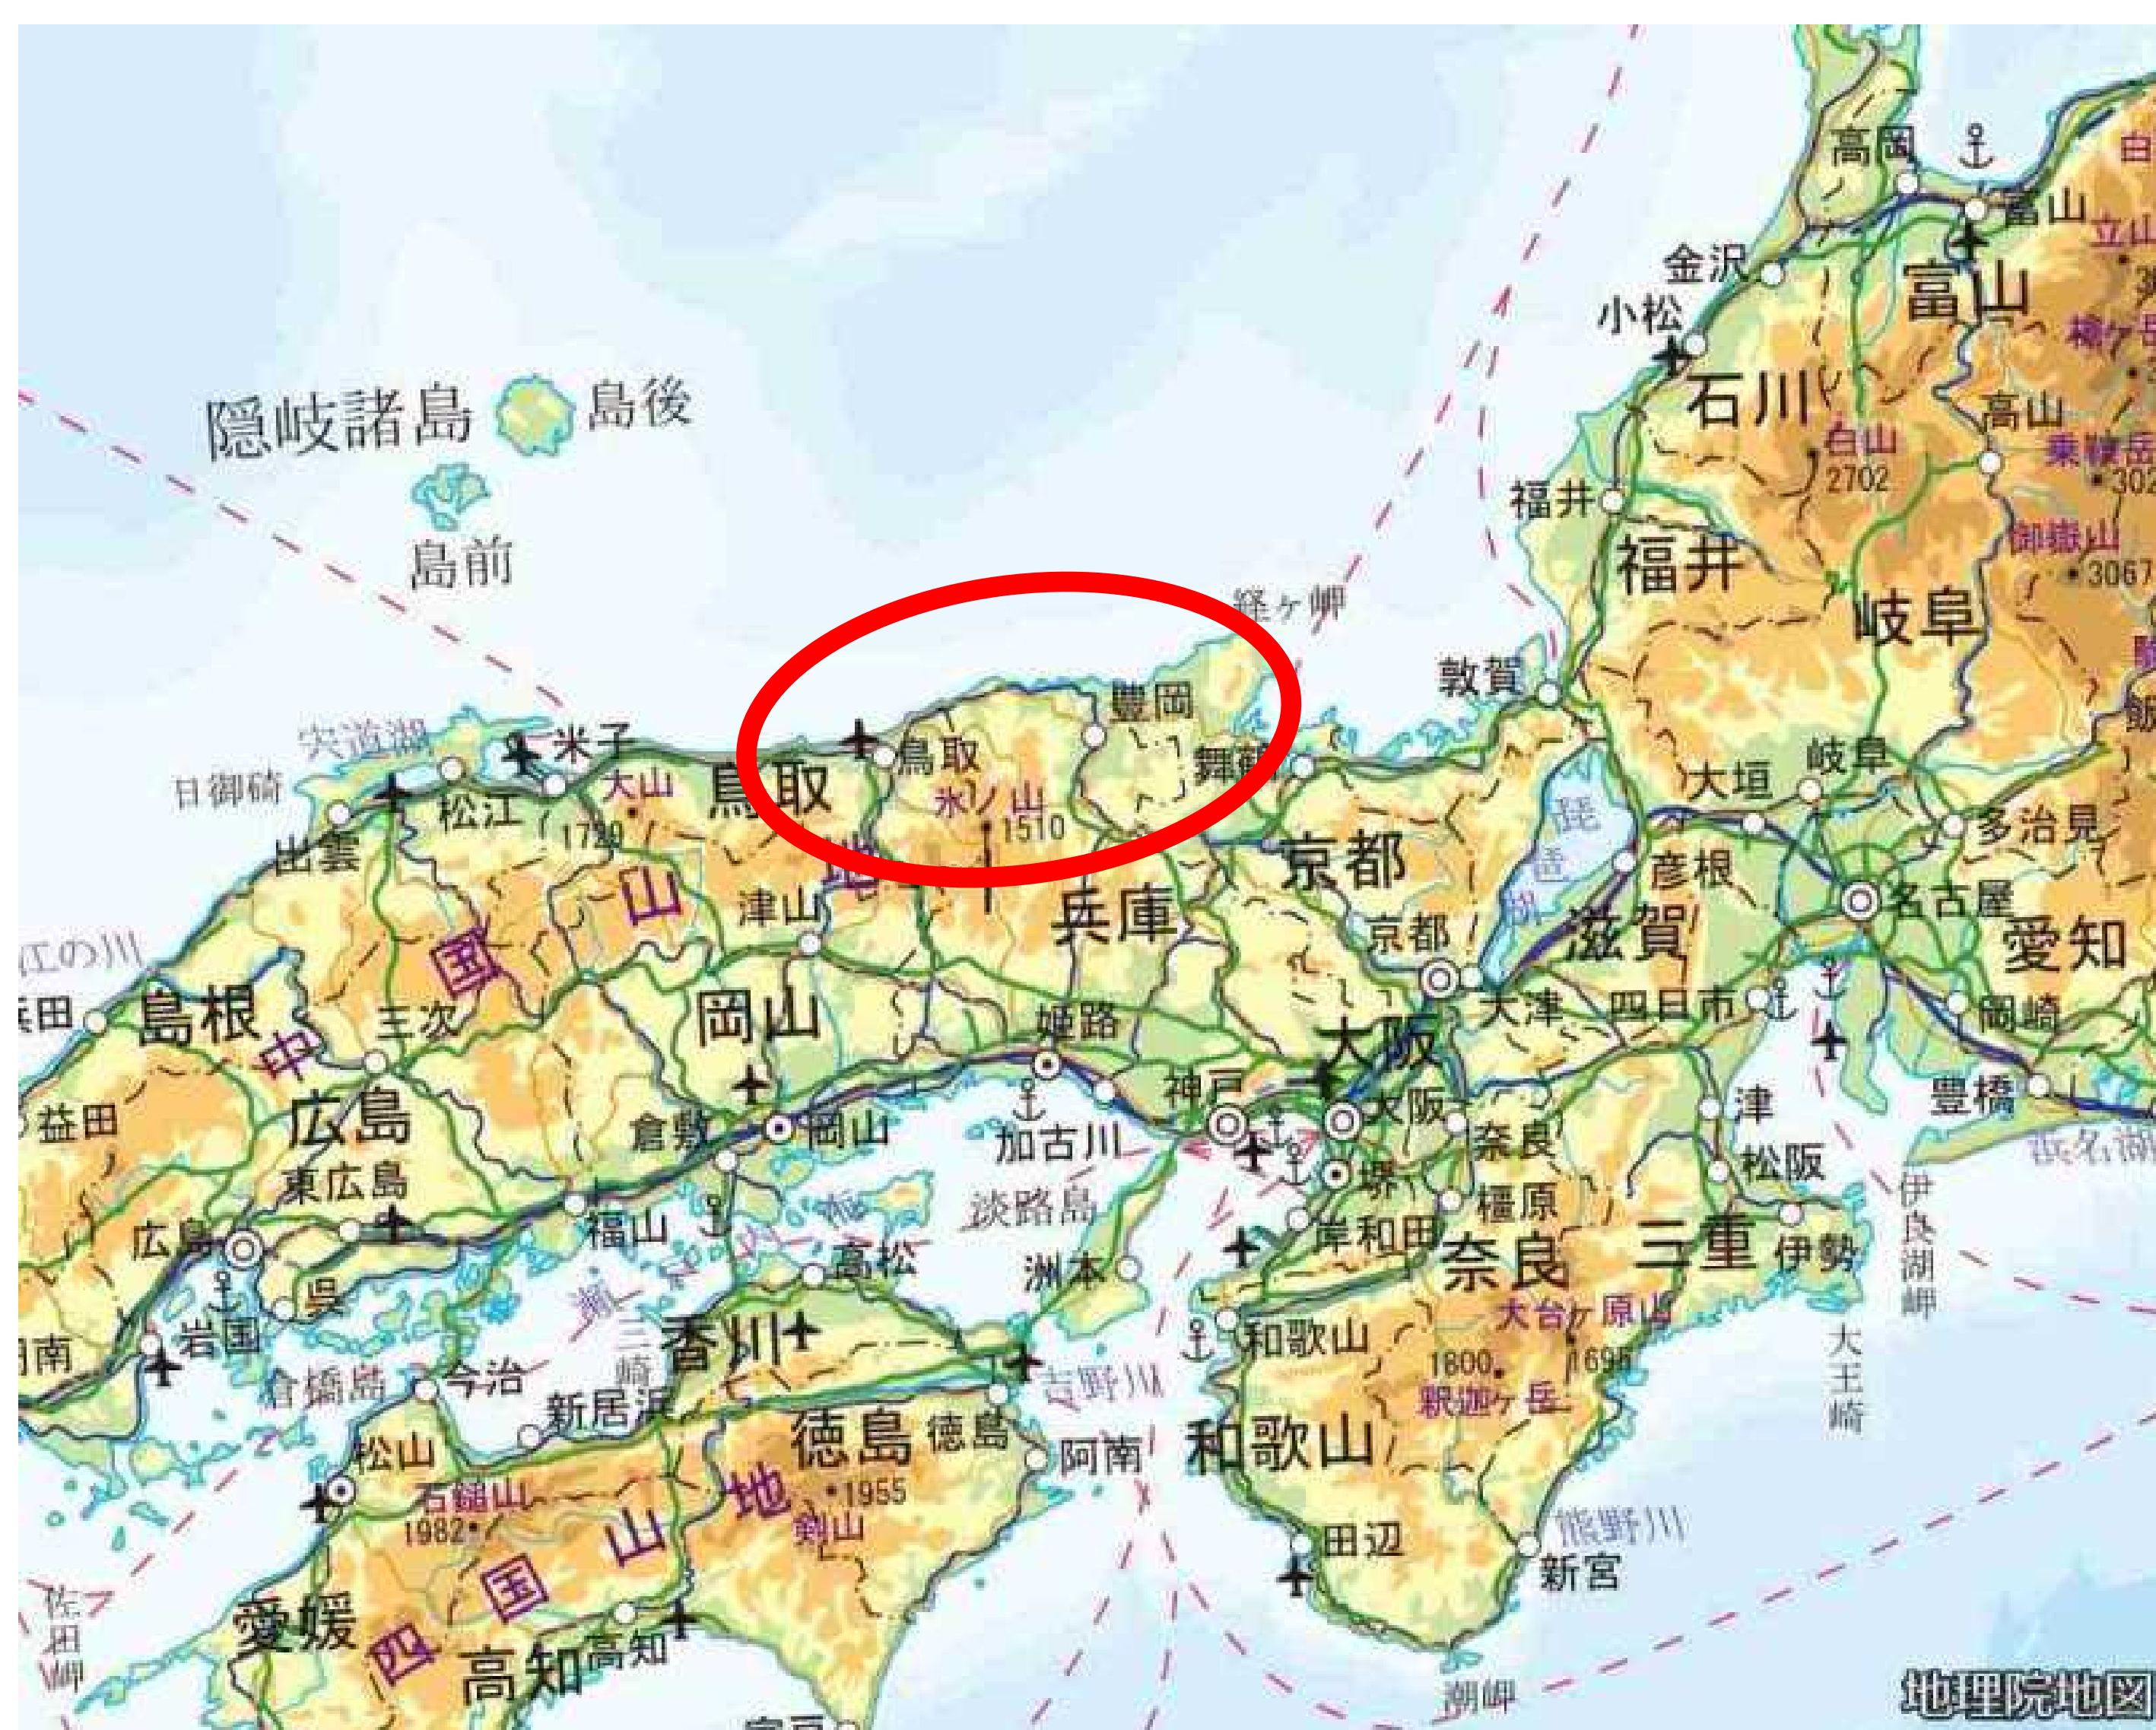 高岡
富山
立山
金沢
富山
小松
石川
高山
白山
2702
乗鞍岳
隠岐諸島
島後
島前
福井
福井
岐阜
御嶽山
3067
経ヶ岬
敦賀
豊岡
舞鶴
宍道湖
米子
日御碕
大山
鳥取
鳥取
氷ノ山
1510
松江
出雲
大垣
岐阜
多治見
琵琶湖
彦根
京都
京都
滋賀
名古屋
愛知
中国山地
津山
兵庫
江の川
島根
三次
岡山
姫路
大阪
大津
四日市
岡崎
益田
広島
倉敷
岡山
加古川
神戸
大阪
奈良
津
豊橋
浜名湖
東広島
広島
福山
淡路島
堺
橿原
松阪
伊良湖岬
岸和田
奈良
三重
伊勢
呉
高松
洲本
岩国
香川
和歌山
大台ヶ原山
1695
1800
釈迦ヶ岳
大王崎
倉橋島
今治
三崎
新居浜
吉野川
徳島
徳島
阿南
和歌山
松山
石鎚山
1982
四国山地
1955
剣山
田辺
熊野川
新宮
佐田岬
愛媛
高知
高知
潮岬
地理院地図